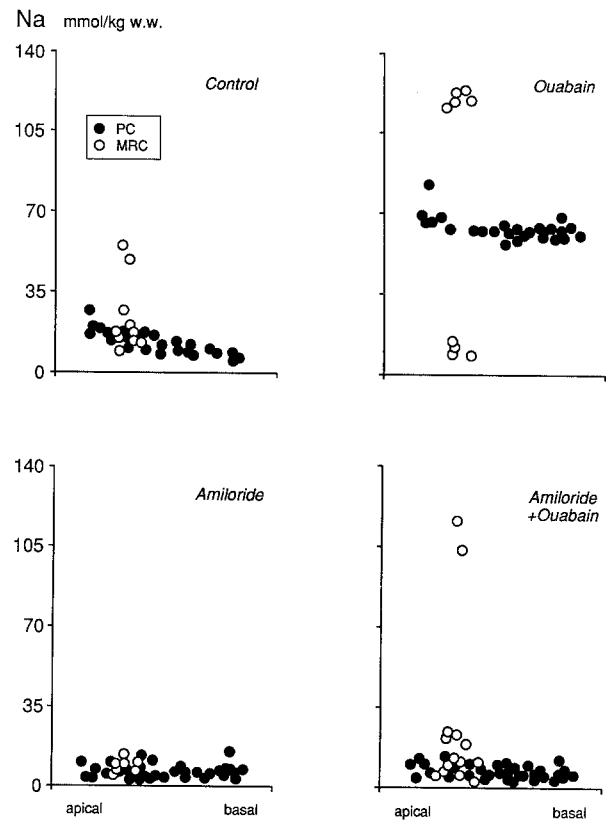 Na mmol/kg w.w.
140
105
70
35
0
Control
PC
MRC
Ouabain
140
105
70
35
0
Amiloride
apical basal
Amiloride
+Ouabain
apical basal